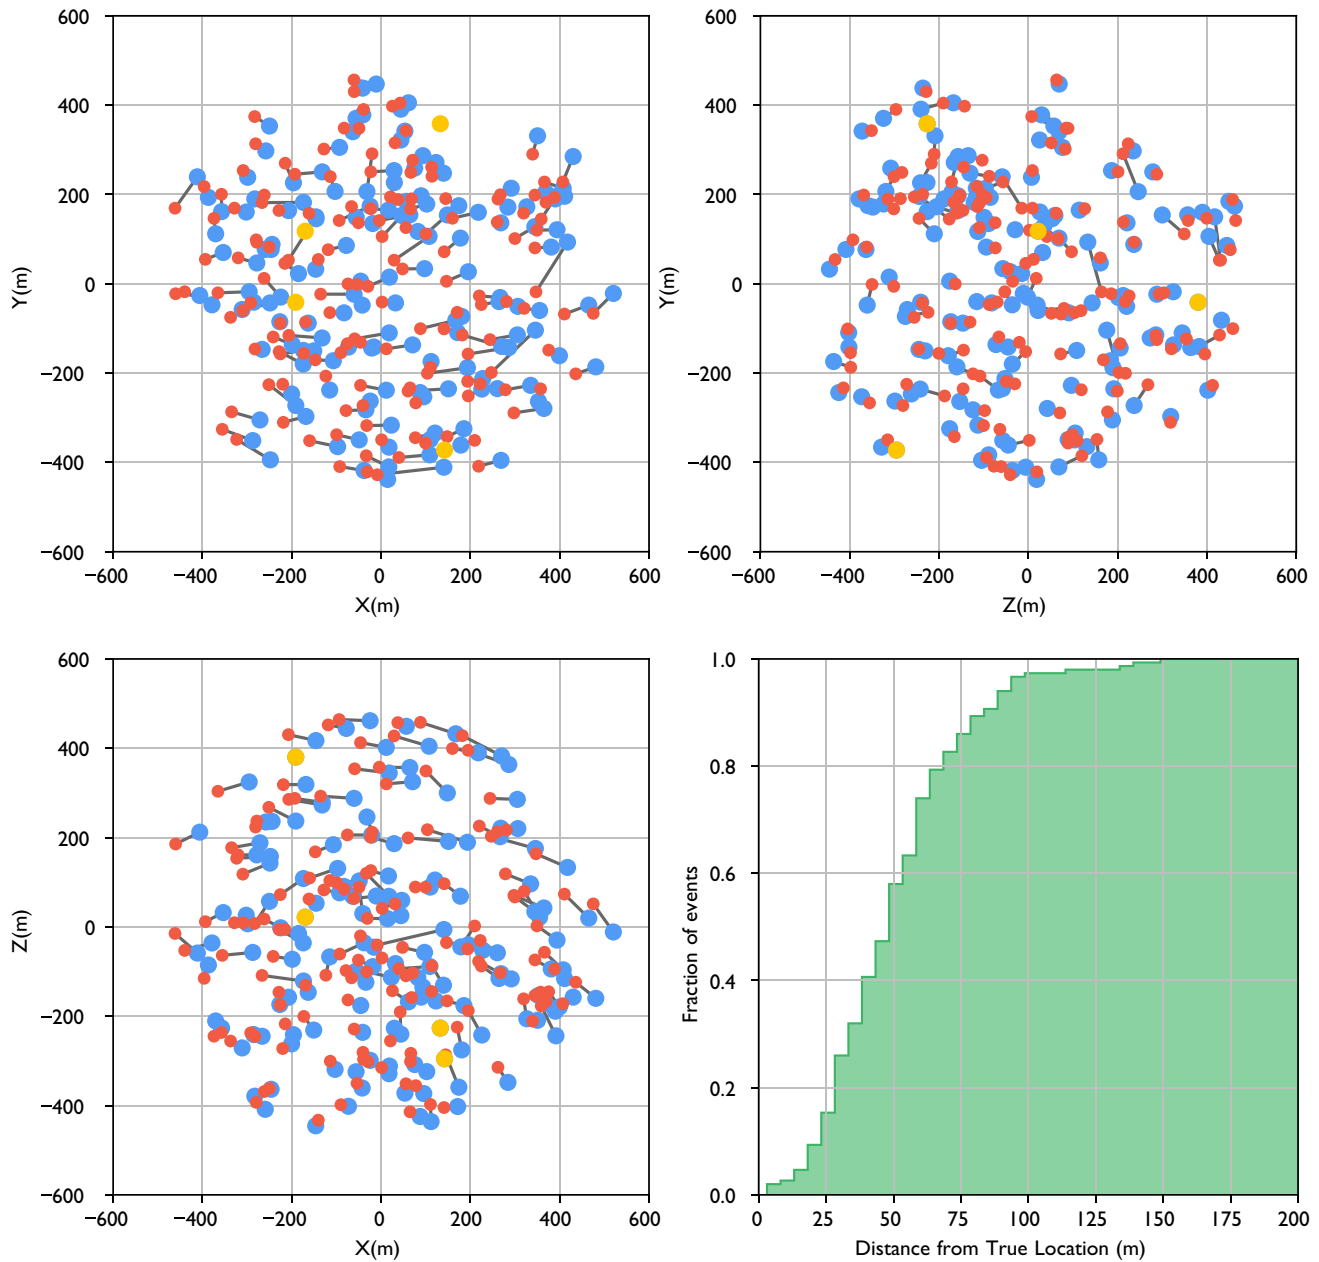 600
400
200
0
−200
−400
−600
−600 −400 −200 0 200 400 600
X(m)
Y(m)
600
400
200
0
−200
−400
−600
−600 −400 −200 0 200 400 600
Z(m)
Y(m)
600
400
200
0
−200
−400
−600
−600 −400 −200 0 200 400 600
X(m)
Z(m)
1.0
0.8
0.6
0.4
0.2
0.0
0 25 50 75 100 125 150 175 200
Distance from True Location (m)
Fraction of events